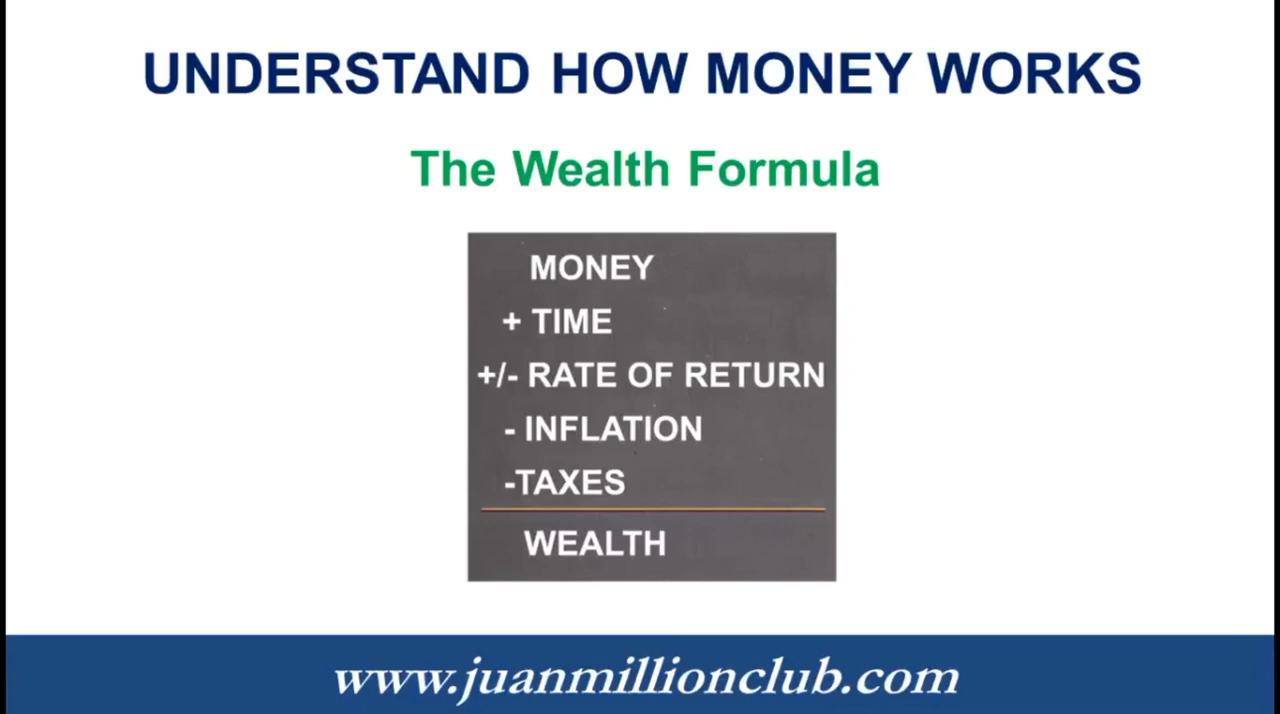 UNDERSTAND HOW MONEY WORKS
The Wealth Formula
MONEY
+ TIME
+/- RATE OF RETURN
- INFLATION
-TAXES
WEALTH
www.juanmillionclub.com